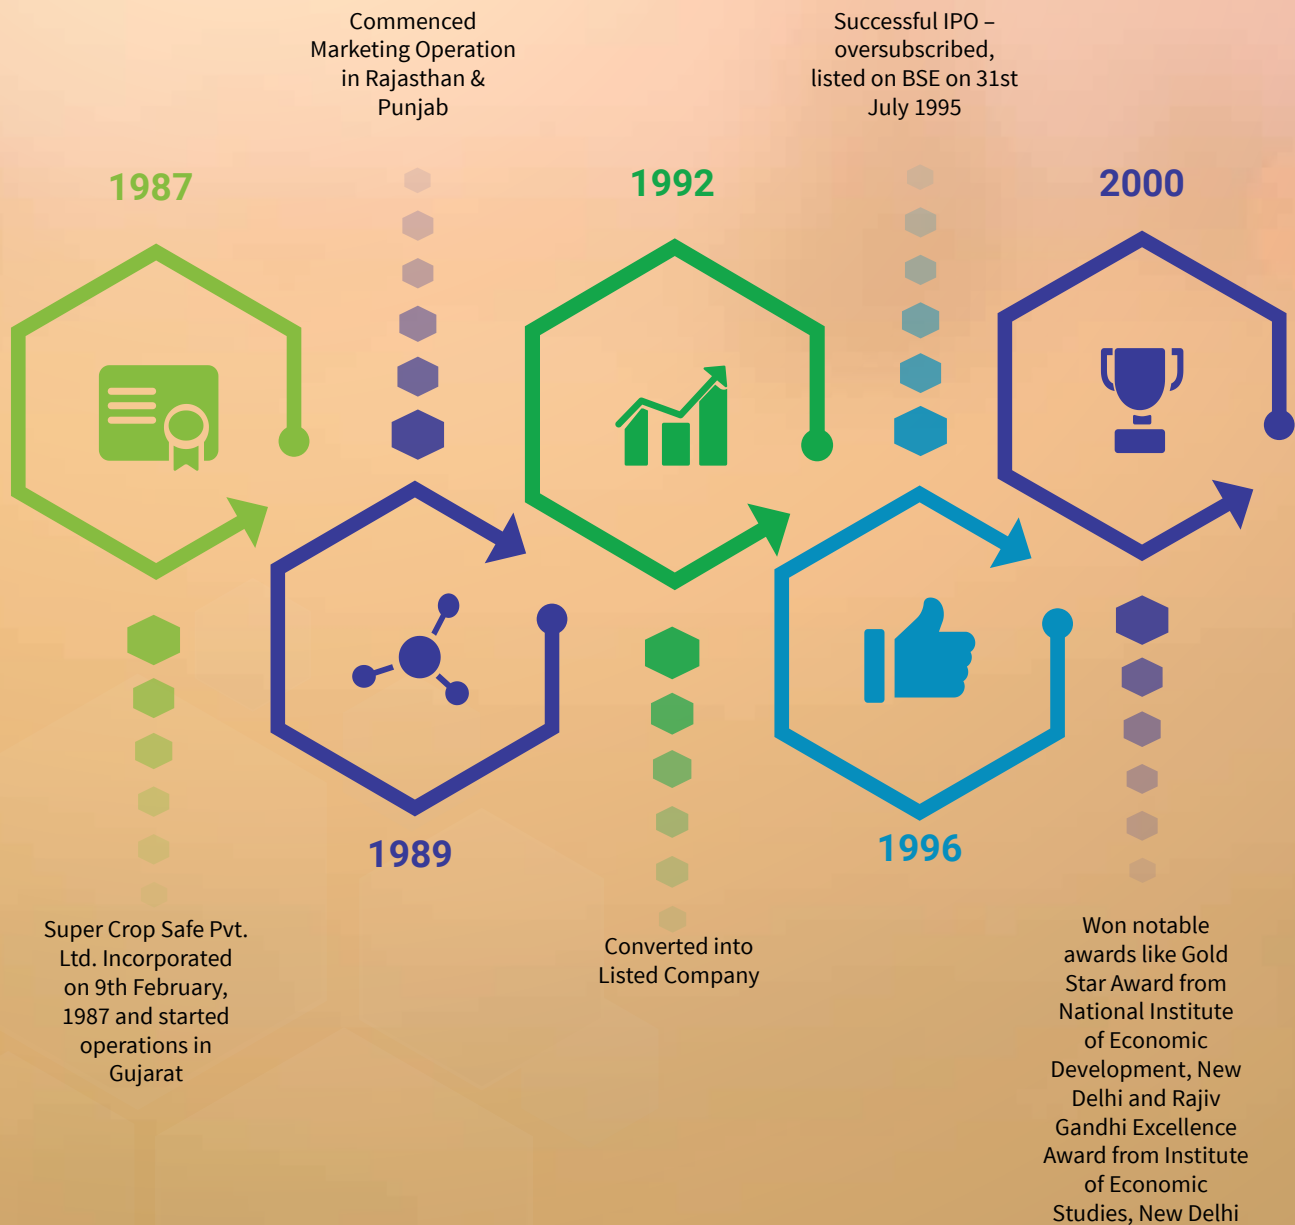 Commenced
Marketing Operation
in Rajasthan &
Punjab
Successful IPO –
oversubscribed,
listed on BSE on 31st
July 1995
1987
1992
2000
1989
1996
Super Crop Safe Pvt.
Ltd. Incorporated
on 9th February,
1987 and started
operations in
Gujarat
Converted into
Listed Company
Won notable
awards like Gold
Star Award from
National Institute
of Economic
Development, New
Delhi and Rajiv
Gandhi Excellence
Award from Institute
of Economic
Studies, New Delhi